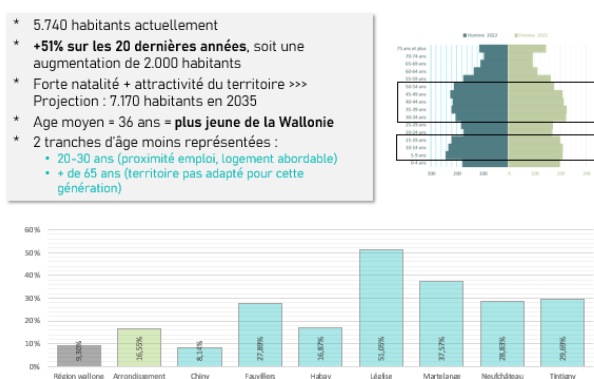 * 5.740 habitants actuellement
* +51% sur les 20 dernières années, soit une
augmentation de 2.000 habitants
* Forte natalité + attractivité du territoire >>>
Projection : 7.170 habitants en 2035
* Age moyen = 36 ans = plus jeune de la Wallonie
* 2 tranches d'âge moins représentées :
• 20-30 ans (proximité emploi, logement abordable)
• + de 65 ans (territoire pas adapté pour cette
génération)
Homme 2022 Femme 2022
75 ans et plus
70-74 ans
65-69 ans
60-64 ans
55-59 ans
50-54 ans
45-49 ans
40-44 ans
35-39 ans
30-34 ans
25-29 ans
20-24 ans
15-19 ans
10-14 ans
5-9 ans
0-4 ans
300 200 100 0 100 200 300
60%
50%
40%
30%
20%
10%
0%
9,30% 16,55% 8,14% 27,89% 16,87% 51,05% 37,57% 28,83% 29,69%
Région wallone Arrondissement Chiny Fauvillers Habay Léglise Martelange Neufchâteau Tintigny